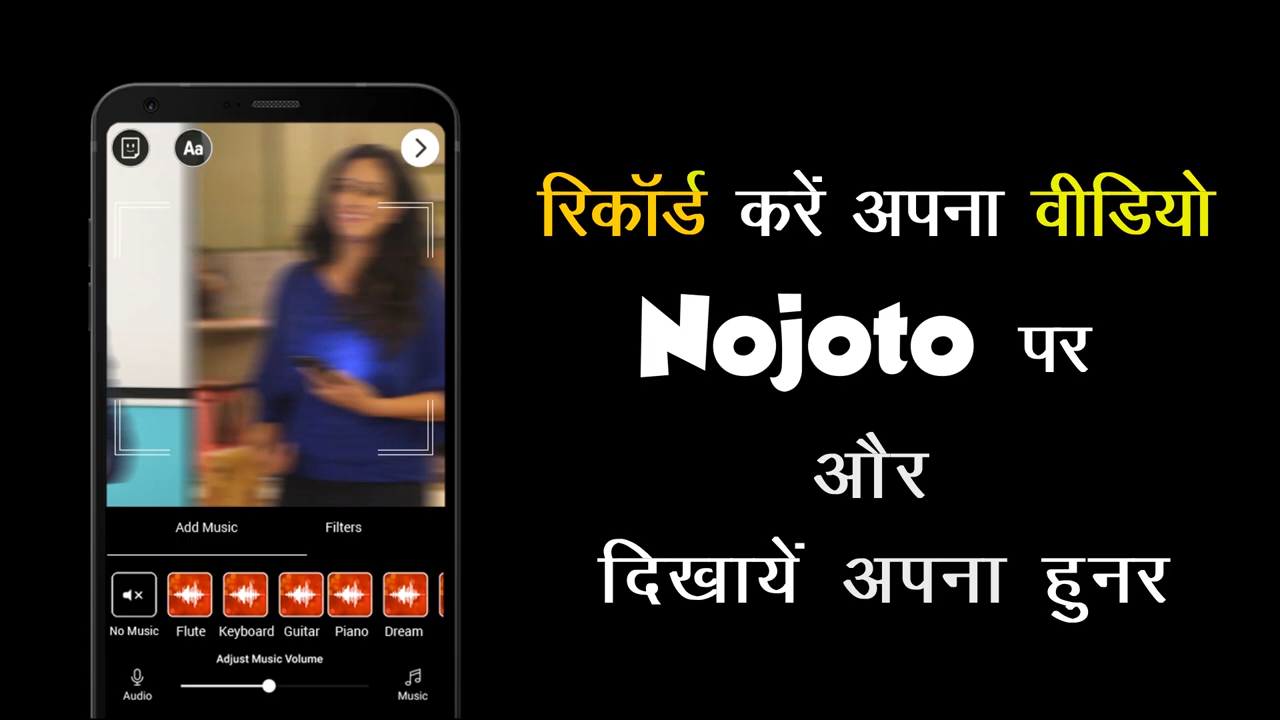 Aa
रिकॉर्ड करें अपना वीडियो
Nojoto पर
और
दिखायें अपना हुनर
Add Music Filters
No Music Flute Keyboard Guitar Piano Dream
Adjust Music Volume
Audio Music